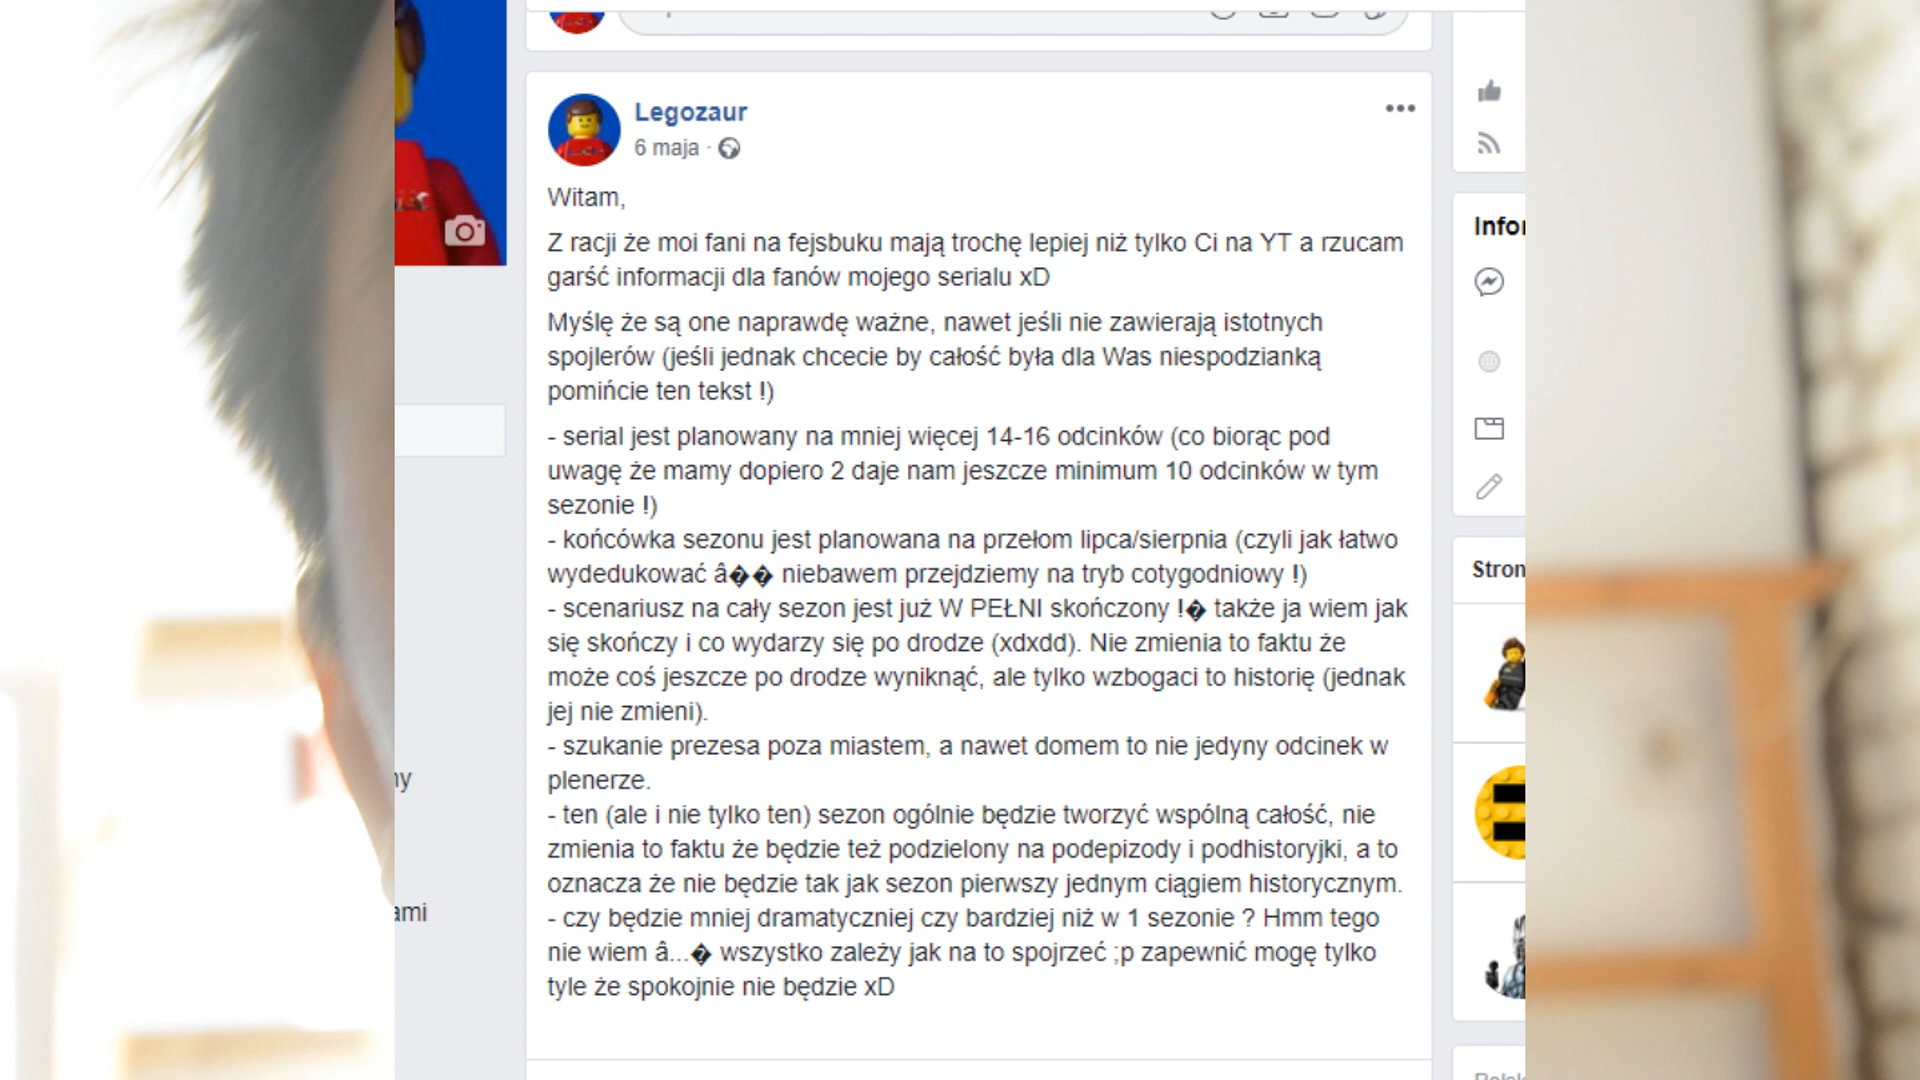 Legozaur
6 maja ·
Witam,
Z racji że moi fani na fejsbuku mają trochę lepiej niż tylko Ci na YT a rzucam
garść informacji dla fanów mojego serialu xD
Myślę że są one naprawdę ważne, nawet jeśli nie zawierają istotnych
spojlerów (jeśli jednak chcecie by całość była dla Was niespodzianką
pomińcie ten tekst !)
- serial jest planowany na mniej więcej 14-16 odcinków (co biorąc pod
uwagę że mamy dopiero 2 daje nam jeszcze minimum 10 odcinków w tym
sezonie !)
- końcówka sezonu jest planowana na przełom lipca/sierpnia (czyli jak łatwo
wydedukować â�� niebawem przejdziemy na tryb cotygodniowy !)
- scenariusz na cały sezon jest już W PEŁNI skończony !� także ja wiem jak
się skończy i co wydarzy się po drodze (xdxdd). Nie zmienia to faktu że
może coś jeszcze po drodze wyniknąć, ale tylko wzbogaci to historię (jednak
jej nie zmieni).
- szukanie prezesa poza miastem, a nawet domem to nie jedyny odcinek w
plenerze.
- ten (ale i nie tylko ten) sezon ogólnie będzie tworzyć wspólną całość, nie
zmienia to faktu że będzie też podzielony na podepizody i podhistoryjki, a to
oznacza że nie będzie tak jak sezon pierwszy jednym ciągiem historycznym.
- czy będzie mniej dramatyczniej czy bardziej niż w 1 sezonie ? Hmm tego
nie wiem â...� wszystko zależy jak na to spojrzeć ;p zapewnić mogę tylko
tyle że spokojnie nie będzie xD
ny
ami
Infor
Stron